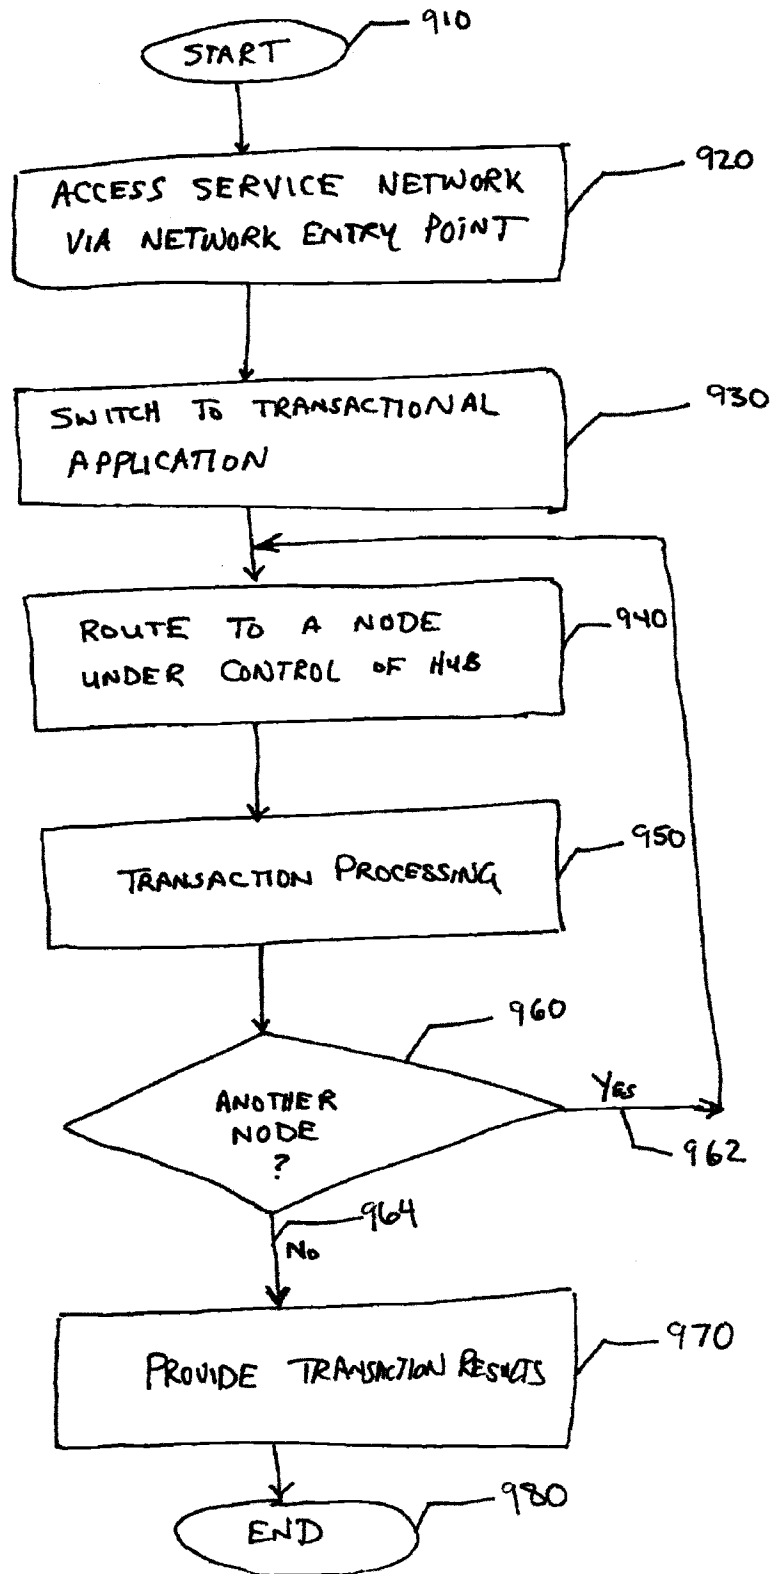 910
START
920
ACCESS SERVICE NETWORK
VIA NETWORK ENTRY POINT
930
SWITCH TO TRANSACTIONAL
APPLICATION
940
ROUTE TO A NODE
UNDER CONTROL OF HUB
950
TRANSACTION PROCESSING
960
ANOTHER
NODE
?
YES
962
964
NO
970
PROVIDE TRANSACTION RESULTS
980
END